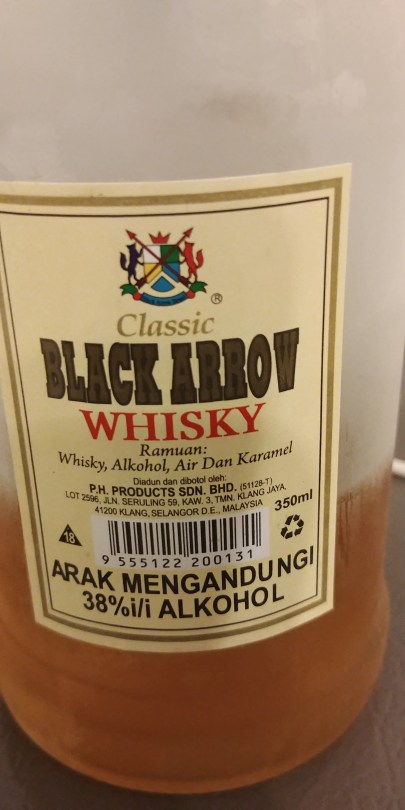 ®
Classic
BLACK ARROW
WHISKY
Ramuan:
Whisky, Alkohol, Air Dan Karamel
Diadun dan dibotol oleh:
P.H. PRODUCTS SDN. BHD. (51128-T)
LOT 2596, JLN. SERULING 59, KAW. 3, TMN. KLANG JAYA,
41200 KLANG, SELANGOR D.E., MALAYSIA
350ml
18
9 555122 200131
ARAK MENGANDUNGI
38%i/i ALKOHOL